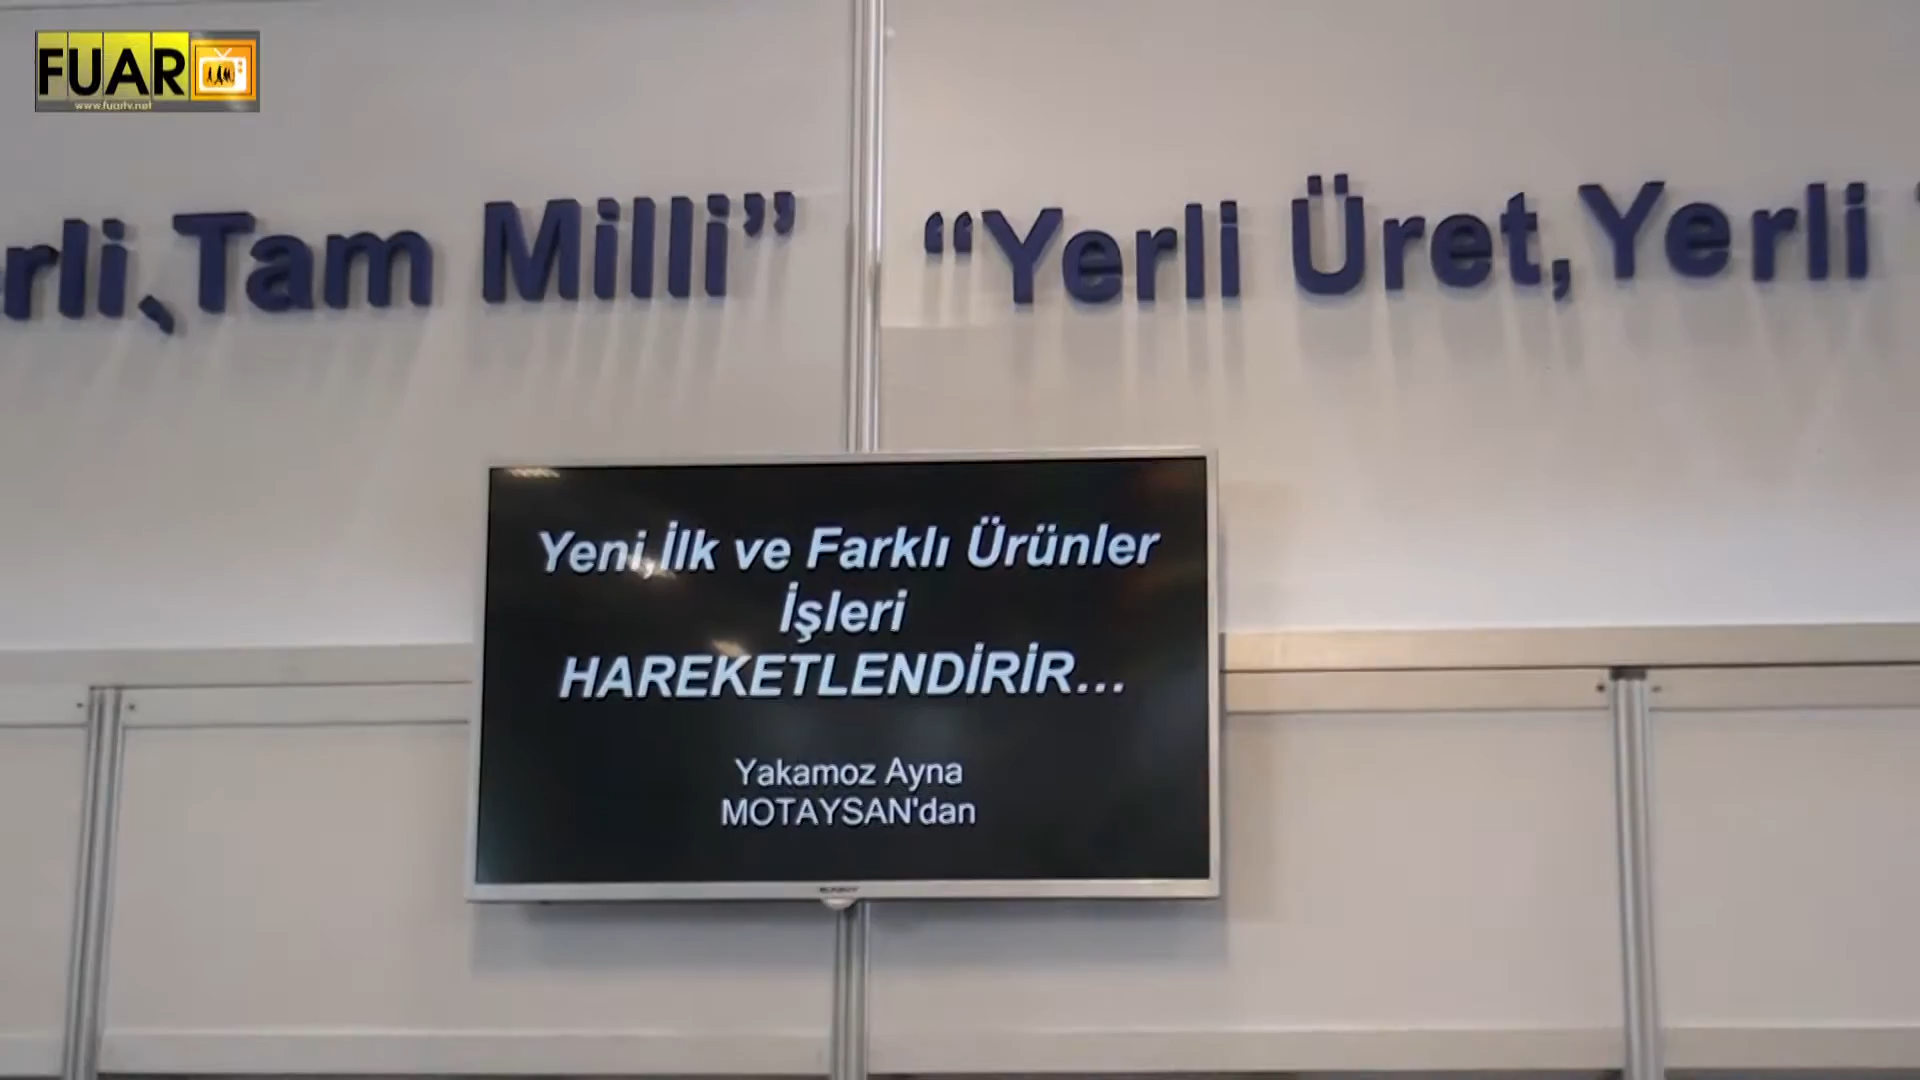 FUAR
www.fuartv.net
Tam Milli” “Yerli Üret,Yerli
Yeni,İlk ve Farklı Ürünler
İşleri
HAREKETLENDİRİR...
Yakamoz Ayna
MOTAYSAN'dan